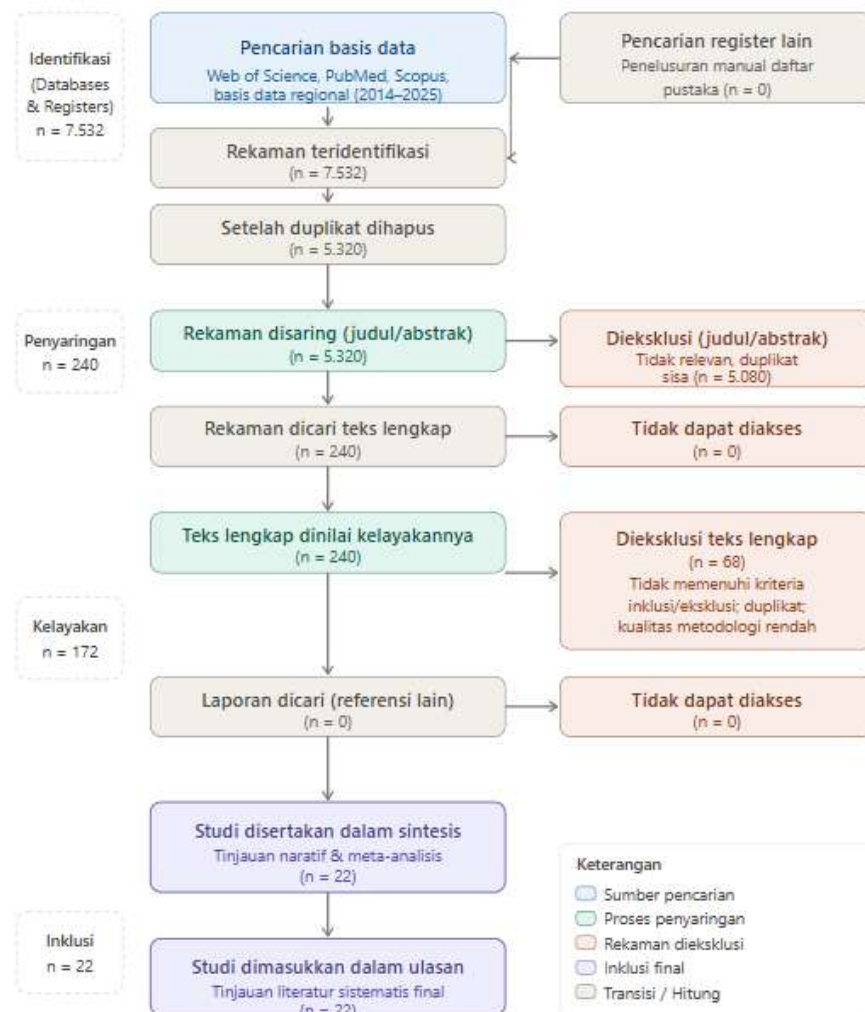 Identifikasi
(Databases
& Registers)
n = 7.532
Pencarian basis data
Web of Science, PubMed, Scopus,
basis data regional (2014–2025)
Pencarian register lain
Penelusuran manual daftar
pustaka (n = 0)
Rekaman teridentifikasi
(n = 7.532)
Setelah duplikat dihapus
(n = 5.320)
Penyaringan
n = 240
Rekaman disaring (judul/abstrak)
(n = 5.320)
Dieksklusi (judul/abstrak)
Tidak relevan, duplikat
sisa (n = 5.080)
Rekaman dicari teks lengkap
(n = 240)
Tidak dapat diakses
(n = 0)
Teks lengkap dinilai kelayakannya
(n = 240)
Dieksklusi teks lengkap
(n = 68)
Tidak memenuhi kriteria
inklusi/eksklusi; duplikat;
kualitas metodologi rendah
Kelayakan
n = 172
Laporan dicari (referensi lain)
(n = 0)
Tidak dapat diakses
(n = 0)
Studi disertakan dalam sintesis
Tinjauan naratif & meta-analisis
(n = 22)
Inklusi
n = 22
Studi dimasukkan dalam ulasan
Tinjauan literatur sistematis final
(n = 22)
Keterangan
Sumber pencarian
Proses penyaringan
Rekaman dieksklusi
Inklusi final
Transisi / Hitung